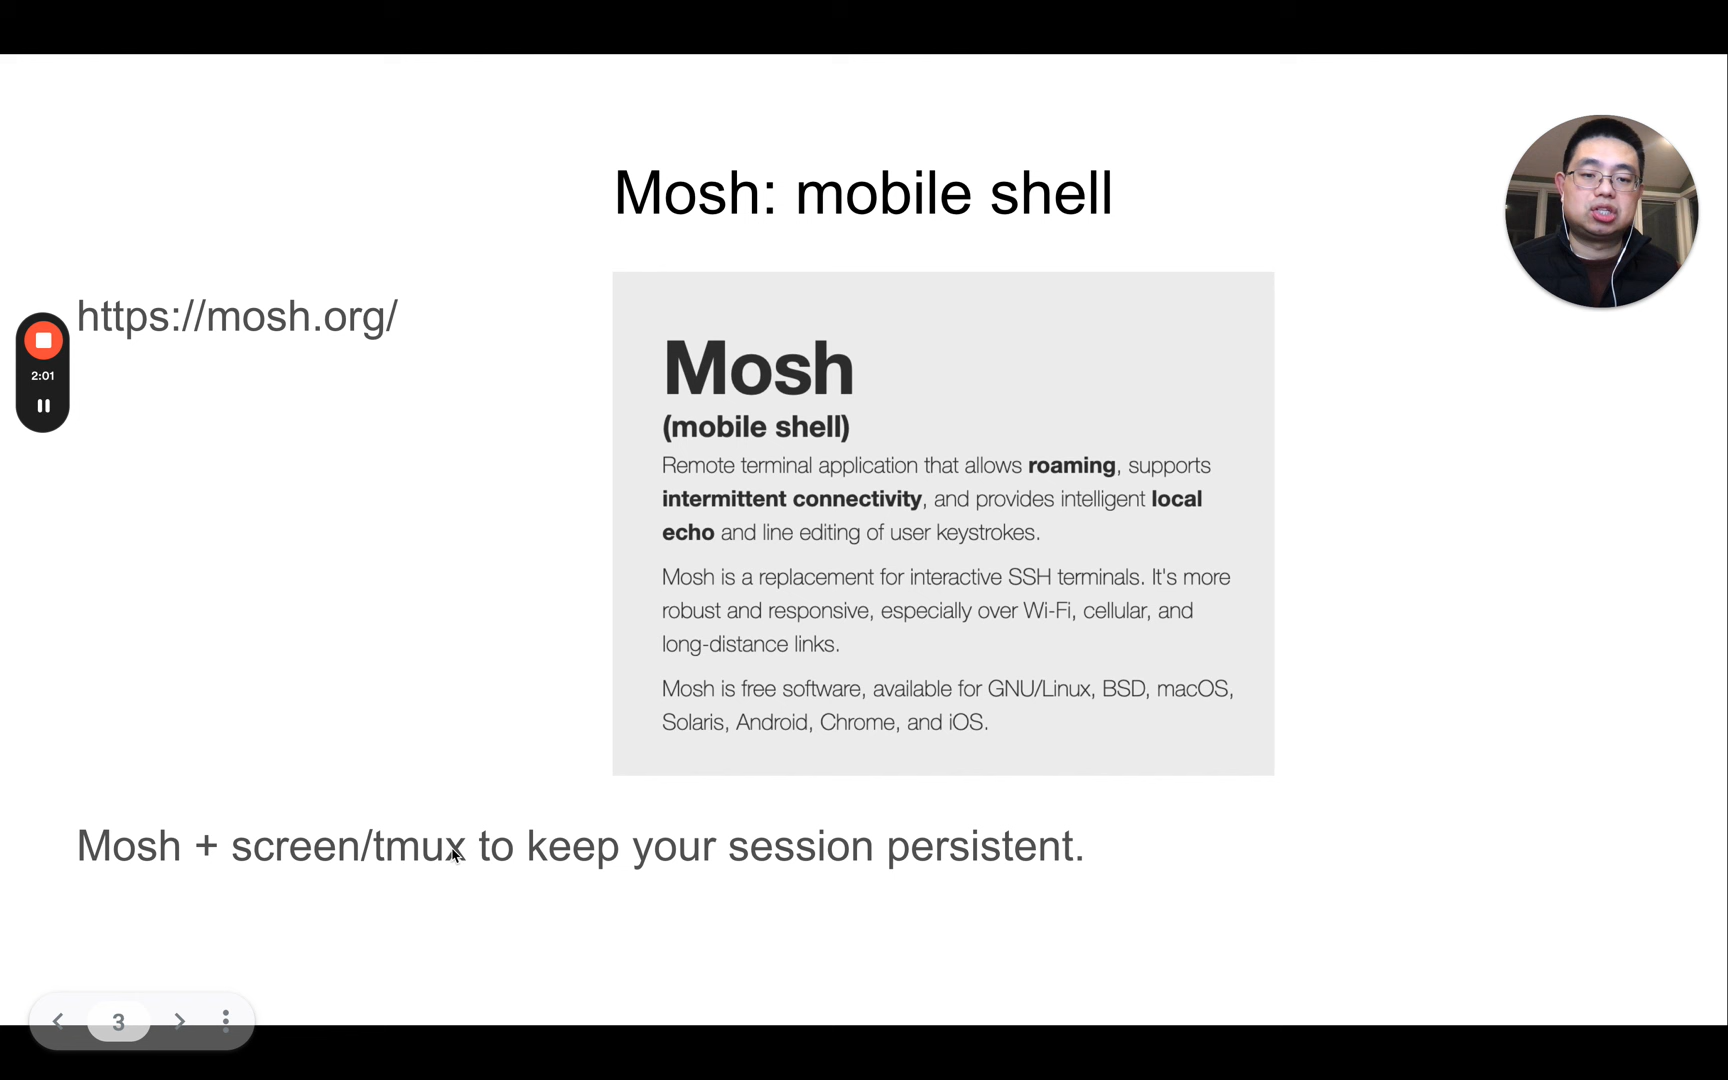 Mosh: mobile shell
https://mosh.org/
2:01
Mosh
(mobile shell)
Remote terminal application that allows roaming, supports
intermittent connectivity, and provides intelligent local
echo and line editing of user keystrokes.
Mosh is a replacement for interactive SSH terminals. It's more
robust and responsive, especially over Wi-Fi, cellular, and
long-distance links.
Mosh is free software, available for GNU/Linux, BSD, macOS,
Solaris, Android, Chrome, and iOS.
Mosh + screen/tmux to keep your session persistent.
3